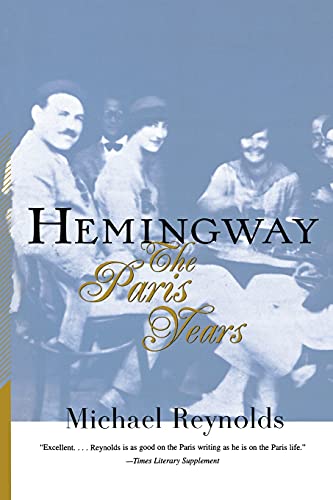 HEMINGWAY
The
Paris
Years
Michael Reynolds
"Excellent. . . . Reynolds is as good on the Paris writing as he is on the Paris life."
—Times Literary Supplement